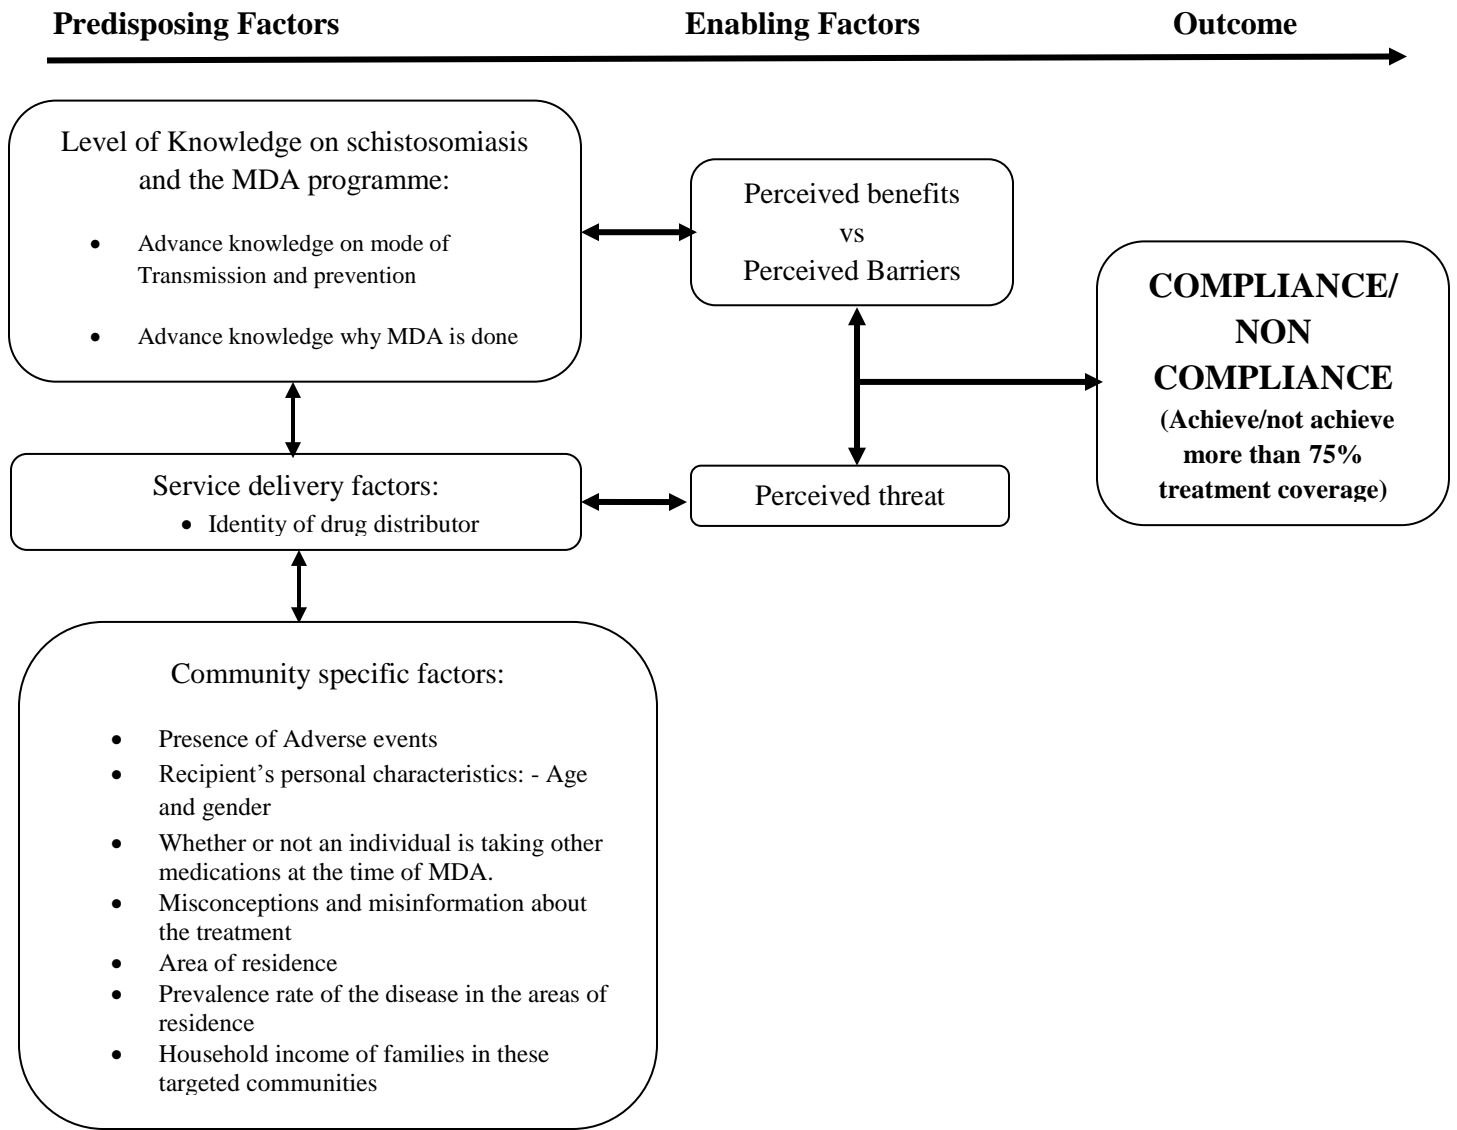 Predisposing Factors
Enabling Factors
Outcome
Level of Knowledge on schistosomiasis
and the MDA programme:
• Advance knowledge on mode of
Transmission and prevention
• Advance knowledge why MDA is done
Service delivery factors:
• Identity of drug distributor
Community specific factors:
• Presence of Adverse events
• Recipient’s personal characteristics: - Age
and gender
• Whether or not an individual is taking other
medications at the time of MDA.
• Misconceptions and misinformation about
the treatment
• Area of residence
• Prevalence rate of the disease in the areas of
residence
• Household income of families in these
targeted communities
Perceived benefits
vs
Perceived Barriers
Perceived threat
COMPLIANCE/
NON
COMPLIANCE
(Achieve/not achieve
more than 75%
treatment coverage)